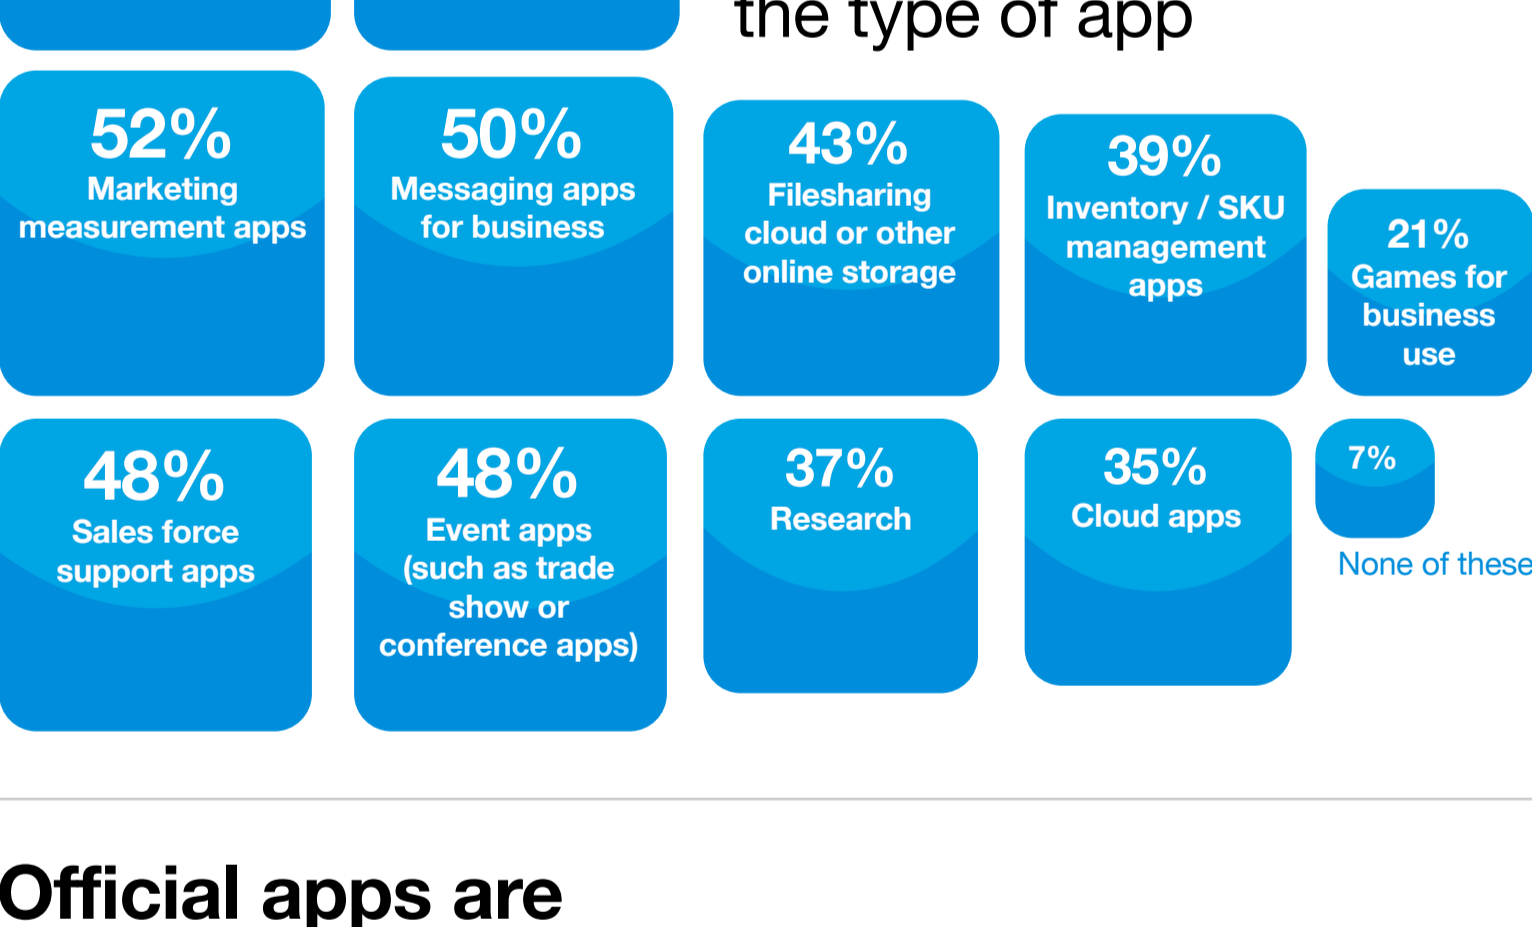 the type of app
52%
Marketing
measurement apps
50%
Messaging apps
for business
43%
Filesharing
cloud or other
online storage
39%
Inventory / SKU
management
apps
21%
Games for
business
use
48%
Sales force
support apps
48%
Event apps
(such as trade
show or
conference apps)
37%
Research
35%
Cloud apps
7%
None of these
Official apps are